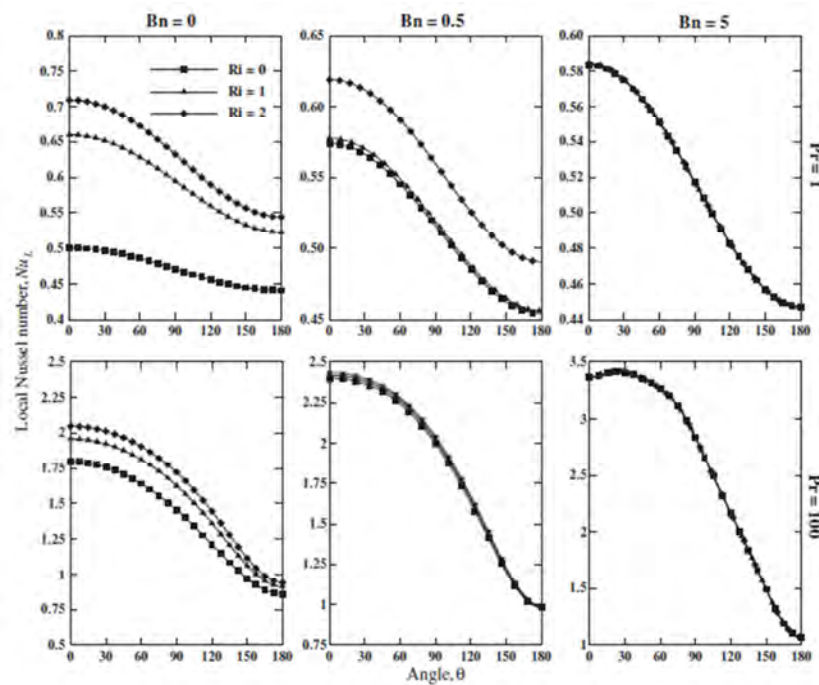 Bn = 0
Bn = 0.5
Bn = 5
0.8
0.7
0.65
0.6
0.55
0.5
0.45
0.4
0 30 60 90 120 150 180
Ri = 0
Ri = 1
Ri = 2
0.65
0.60
0.55
0.50
0.45
0 30 60 90 120 150 180
0.60
0.58
0.56
0.54
0.52
0.50
0.48
0.46
0.44
0 30 60 90 120 150 180
Pr = 1
Local Nussel number, Nu_L
2.5
2.25
2
1.75
1.5
1.25
1
0.75
0.5
0 30 60 90 120 150 180
2.5
2.25
2
1.75
1.5
1.25
1
0.75
0 30 60 90 120 150 180
3.5
3
2.5
2
1.5
1
0 30 60 90 120 150 180
Pr = 100
Angle, θ